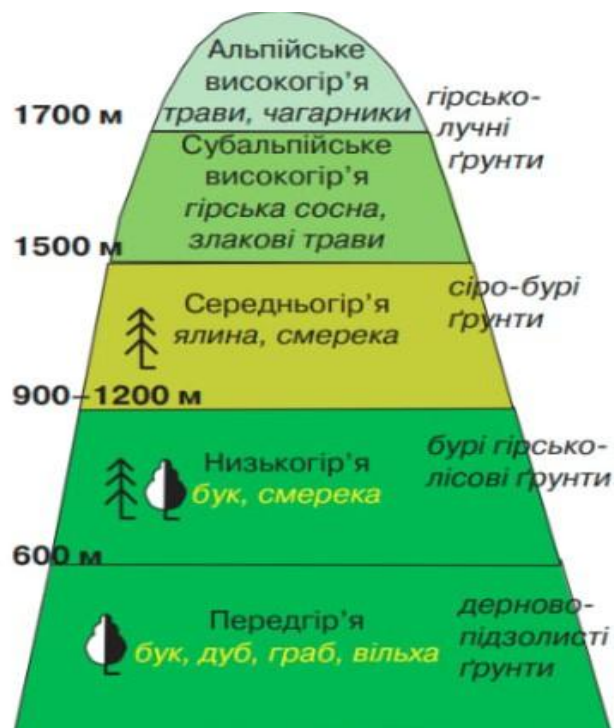 Альпійське
високогір’я
трави, чагарники
1700 м
гірсько-
лучні
ґрунти
Субальпійське
високогір’я
гірська сосна,
злакові трави
1500 м
Середньогір’я
ялина, смерека
сіро-бурі
ґрунти
900–1200 м
Низькогір’я
бук, смерека
бурі гірсько-
лісові ґрунти
600 м
Передгір’я
бук, дуб, граб, вільха
дерново-
підзолисті
ґрунти